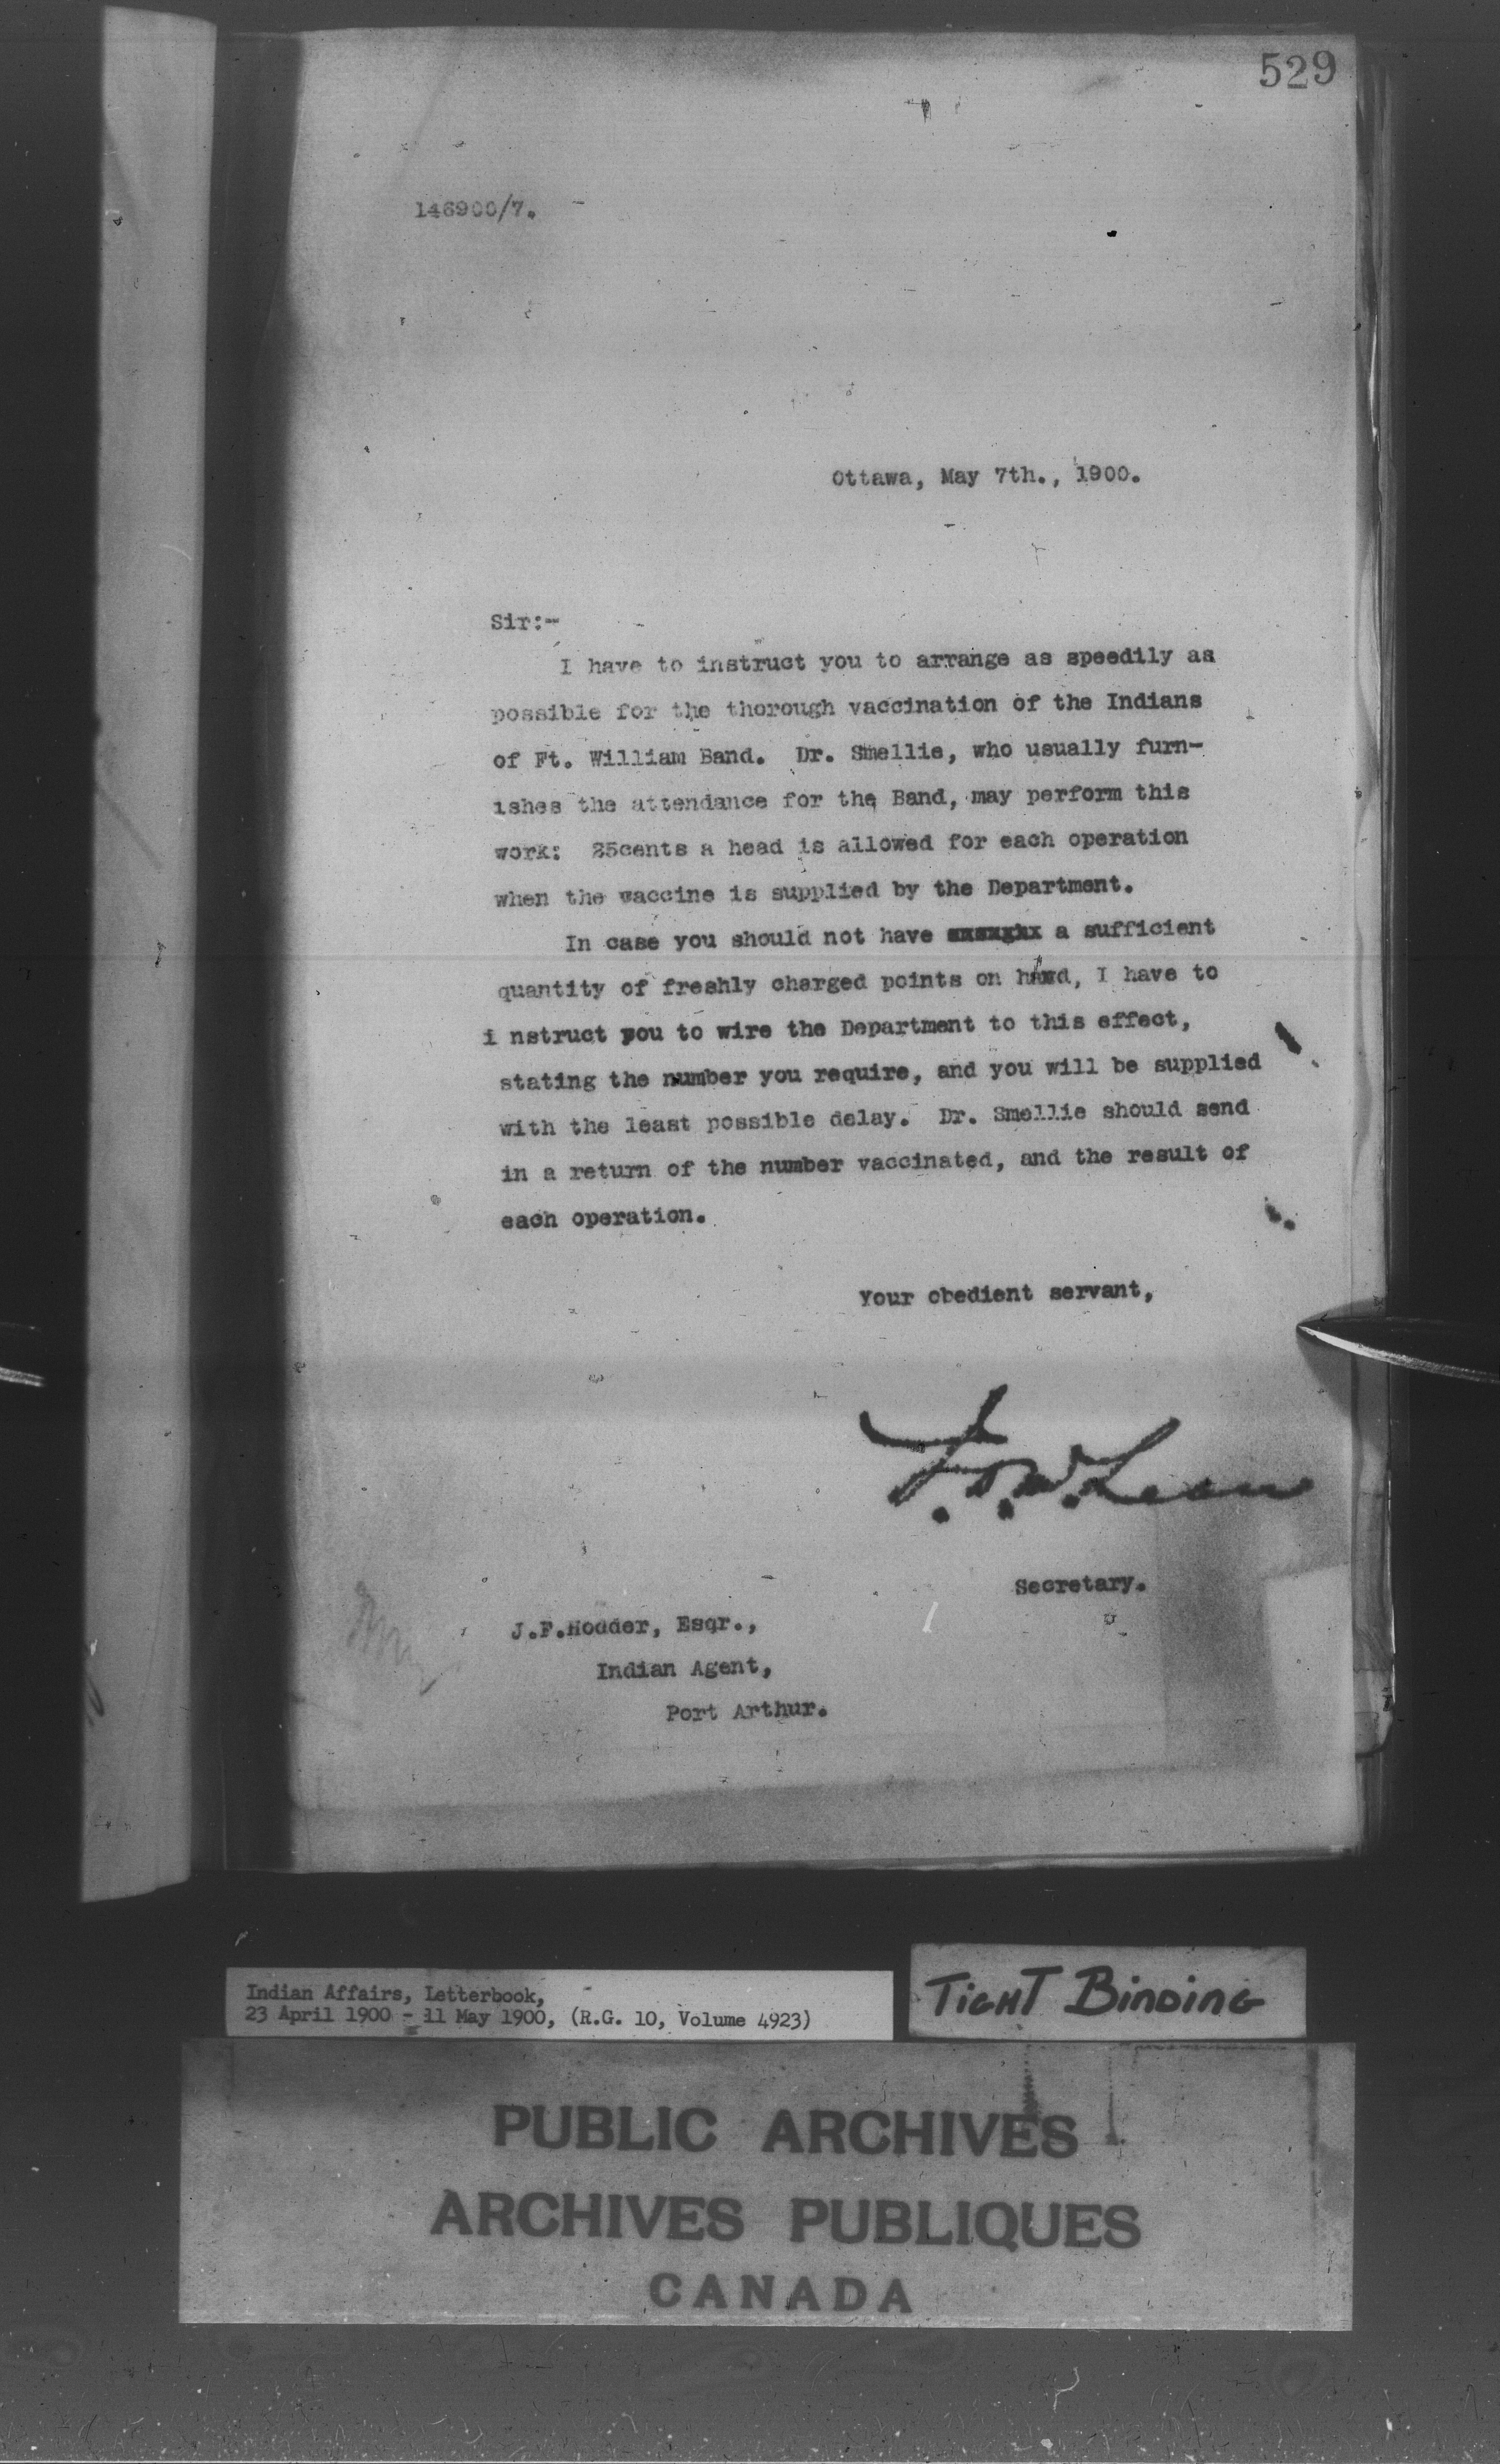 529
146900/7.
Ottawa, May 7th., 1900.
Sir:-
I have to instruct you to arrange as speedily as
possible for the thorough vaccination of the Indians
of Ft. William Band. Dr. Smellie, who usually furn-
ishes the attendance for the Band, may perform this
work: 25cents a head is allowed for each operation
when the vaccine is supplied by the Department.
In case you should not have a sufficient
quantity of freshly charged points on hand, I have to
i nstruct you to wire the Department to this effect,
stating the number you require, and you will be supplied
with the least possible delay. Dr. Smellie should send
in a return of the number vaccinated, and the result of
each operation.
Your obedient servant,
Secretary.
J.F.Hodder, Esqr.,
Indian Agent,
Port Arthur.
Indian Affairs, Letterbook,
23 April 1900 - 11 May 1900, (R.G. 10, Volume 4923)
TIGHT BINDING
PUBLIC ARCHIVES
ARCHIVES PUBLIQUES
CANADA